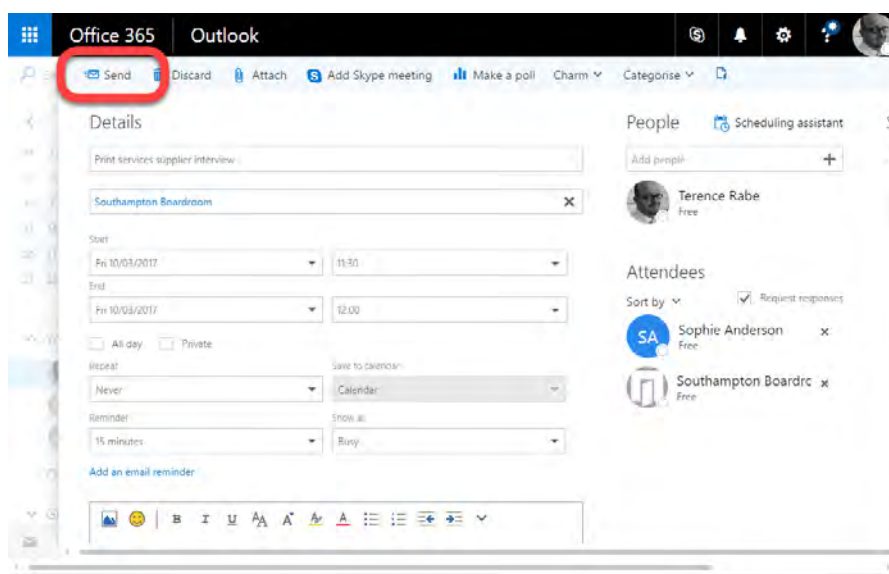 Office 365 Outlook
Send Discard Attach Add Skype meeting Make a poll Charm Categorise
Details
Print services supplier interview
Southampton Boardroom
Start
Fri 10/03/2017 11:30
End
Fri 10/03/2017 12:00
All day Private
Repeat Save to calendar
Never Calendar
Reminder Show as
15 minutes Busy
Add an email reminder
B I U
People Scheduling assistant
Add people
Terence Rabe
Free
Attendees
Sort by Request responses
SA Sophie Anderson
Free
Southampton Boardrc
Free